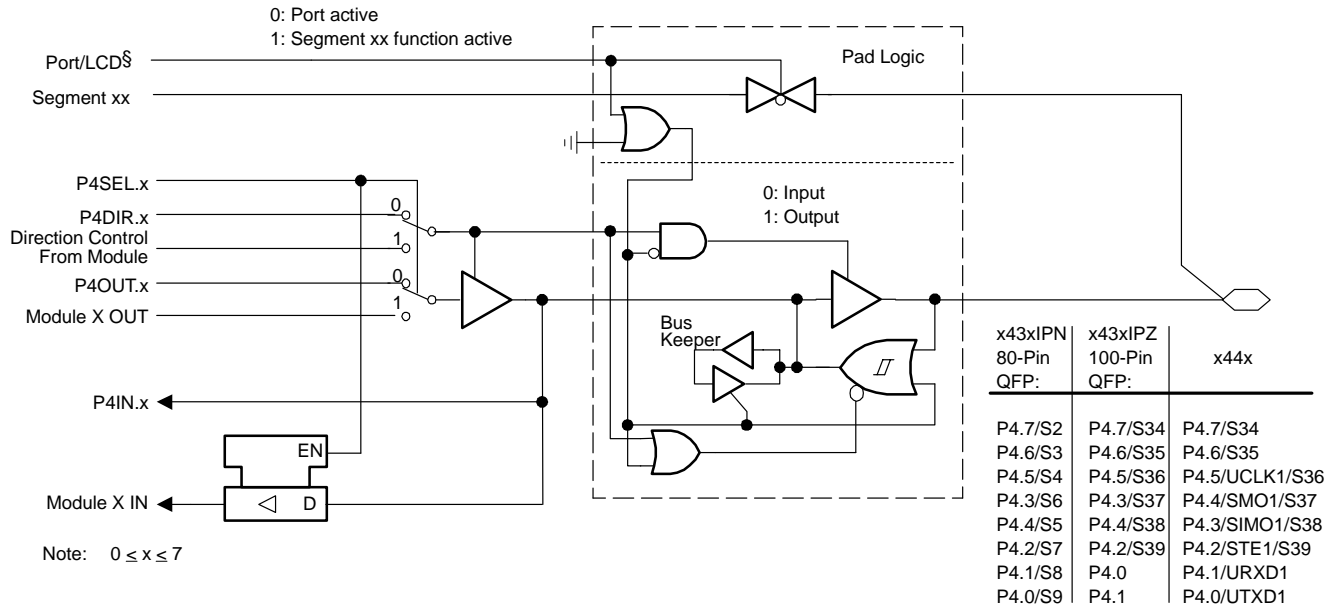 0: Port active
1: Segment xx function active
Port/LCD§
Segment xx
Pad Logic
P4SEL.x
P4DIR.x
Direction Control
From Module
P4OUT.x
Module X OUT
0
1
0
1
0: Input
1: Output
Bus
Keeper
P4IN.x
EN
D
Module X IN
Note: 0 ≤ x ≤ 7
x43xIPN x43xIPZ
80-Pin 100-Pin x44x
QFP: QFP:
P4.7/S2 P4.7/S34 P4.7/S34
P4.6/S3 P4.6/S35 P4.6/S35
P4.5/S4 P4.5/S36 P4.5/UCLK1/S36
P4.3/S6 P4.3/S37 P4.4/SMO1/S37
P4.4/S5 P4.4/S38 P4.3/SIMO1/S38
P4.2/S7 P4.2/S39 P4.2/STE1/S39
P4.1/S8 P4.0 P4.1/URXD1
P4.0/S9 P4.1 P4.0/UTXD1